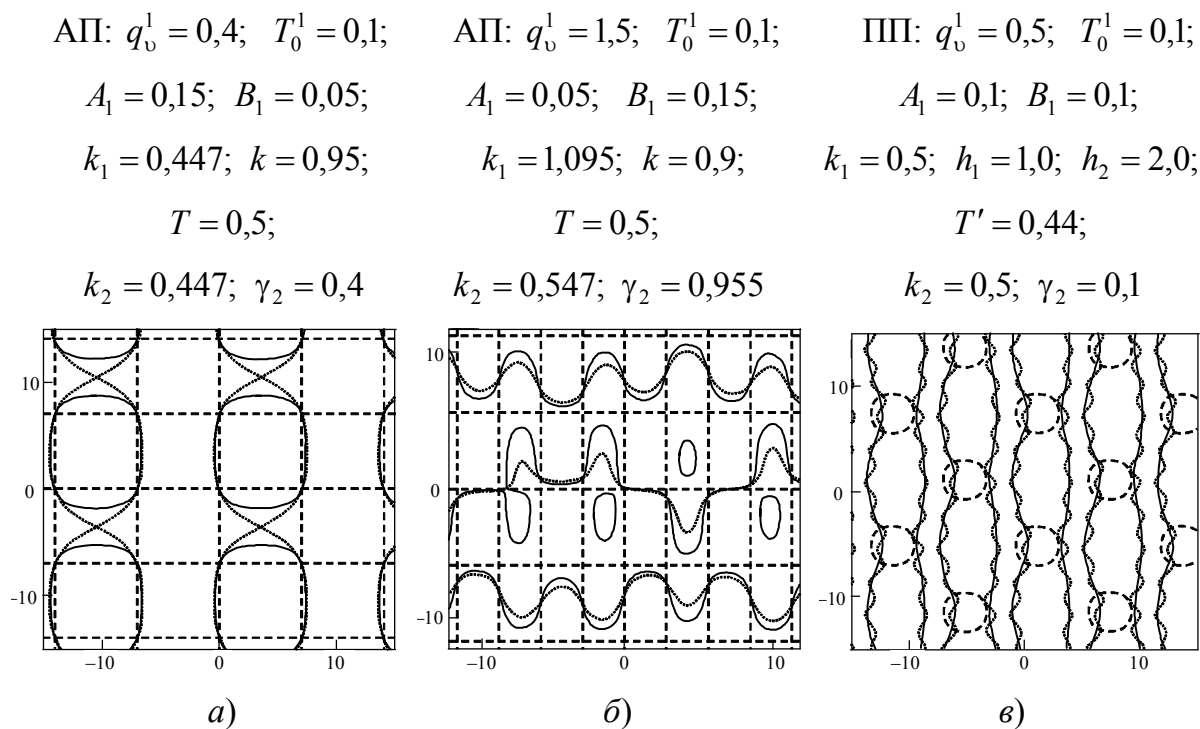 АП: q_υ^1 = 0,4; T_0^1 = 0,1;
A_1 = 0,15; B_1 = 0,05;
k_1 = 0,447; k = 0,95;
T = 0,5;
k_2 = 0,447; γ_2 = 0,4
10
0
−10
−10
0
10
а)
АП: q_υ^1 = 1,5; T_0^1 = 0,1;
A_1 = 0,05; B_1 = 0,15;
k_1 = 1,095; k = 0,9;
T = 0,5;
k_2 = 0,547; γ_2 = 0,955
10
0
−10
−10
0
10
б)
ПП: q_υ^1 = 0,5; T_0^1 = 0,1;
A_1 = 0,1; B_1 = 0,1;
k_1 = 0,5; h_1 = 1,0; h_2 = 2,0;
T′ = 0,44;
k_2 = 0,5; γ_2 = 0,1
10
0
−10
−10
0
10
в)